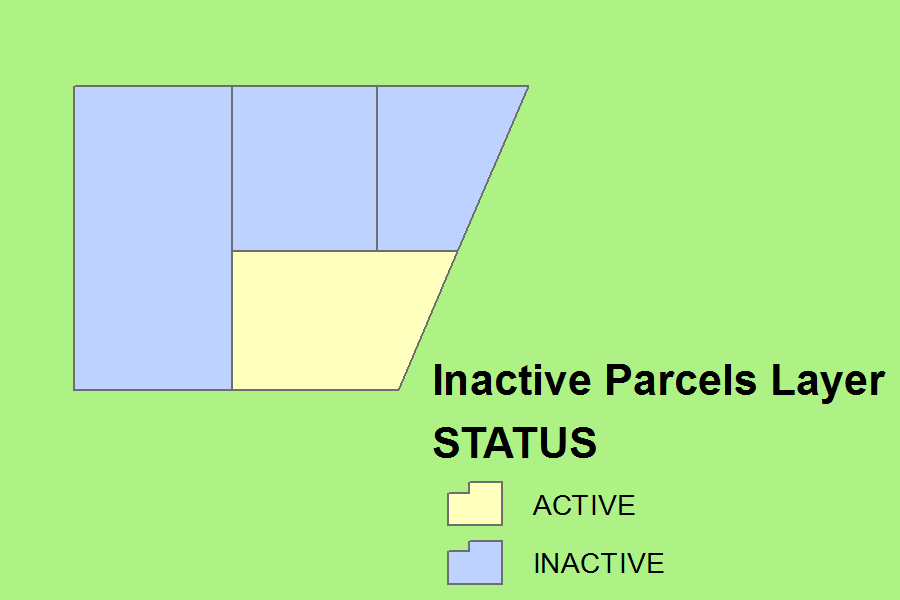 Inactive Parcels Layer
STATUS
ACTIVE
INACTIVE